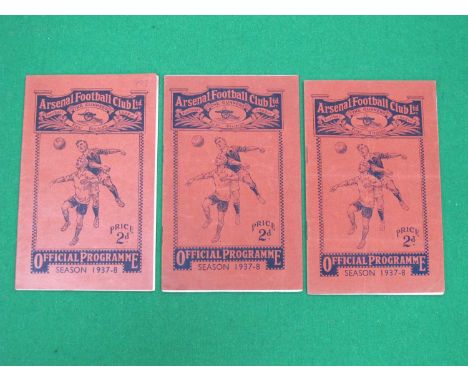 Arsenal Football Club Ltd
PRICE
2d
OFFICIAL PROGRAMME
SEASON 1937-8
Arsenal Football Club Ltd
PRICE
2d
OFFICIAL PROGRAMME
SEASON 1937-8
Arsenal Football Club Ltd
PRICE
2d
OFFICIAL PROGRAMME
SEASON 1937-8